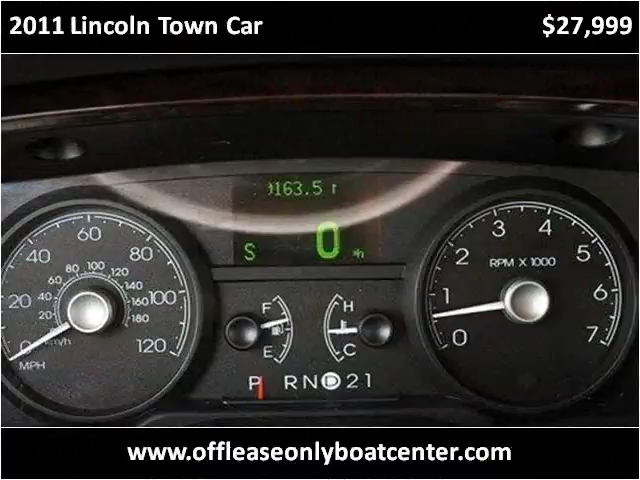 2011 Lincoln Town Car $27,999
163.5
S 0
60
40 80
20 100
0 120
MPH
80 100 120
60 140
40 160
20 180
km/h
F
E
H
C
P R N D 2 1
RPM X 1000
3 4
2 5
1 6
0 7
www.offleaseonlyboatcenter.com